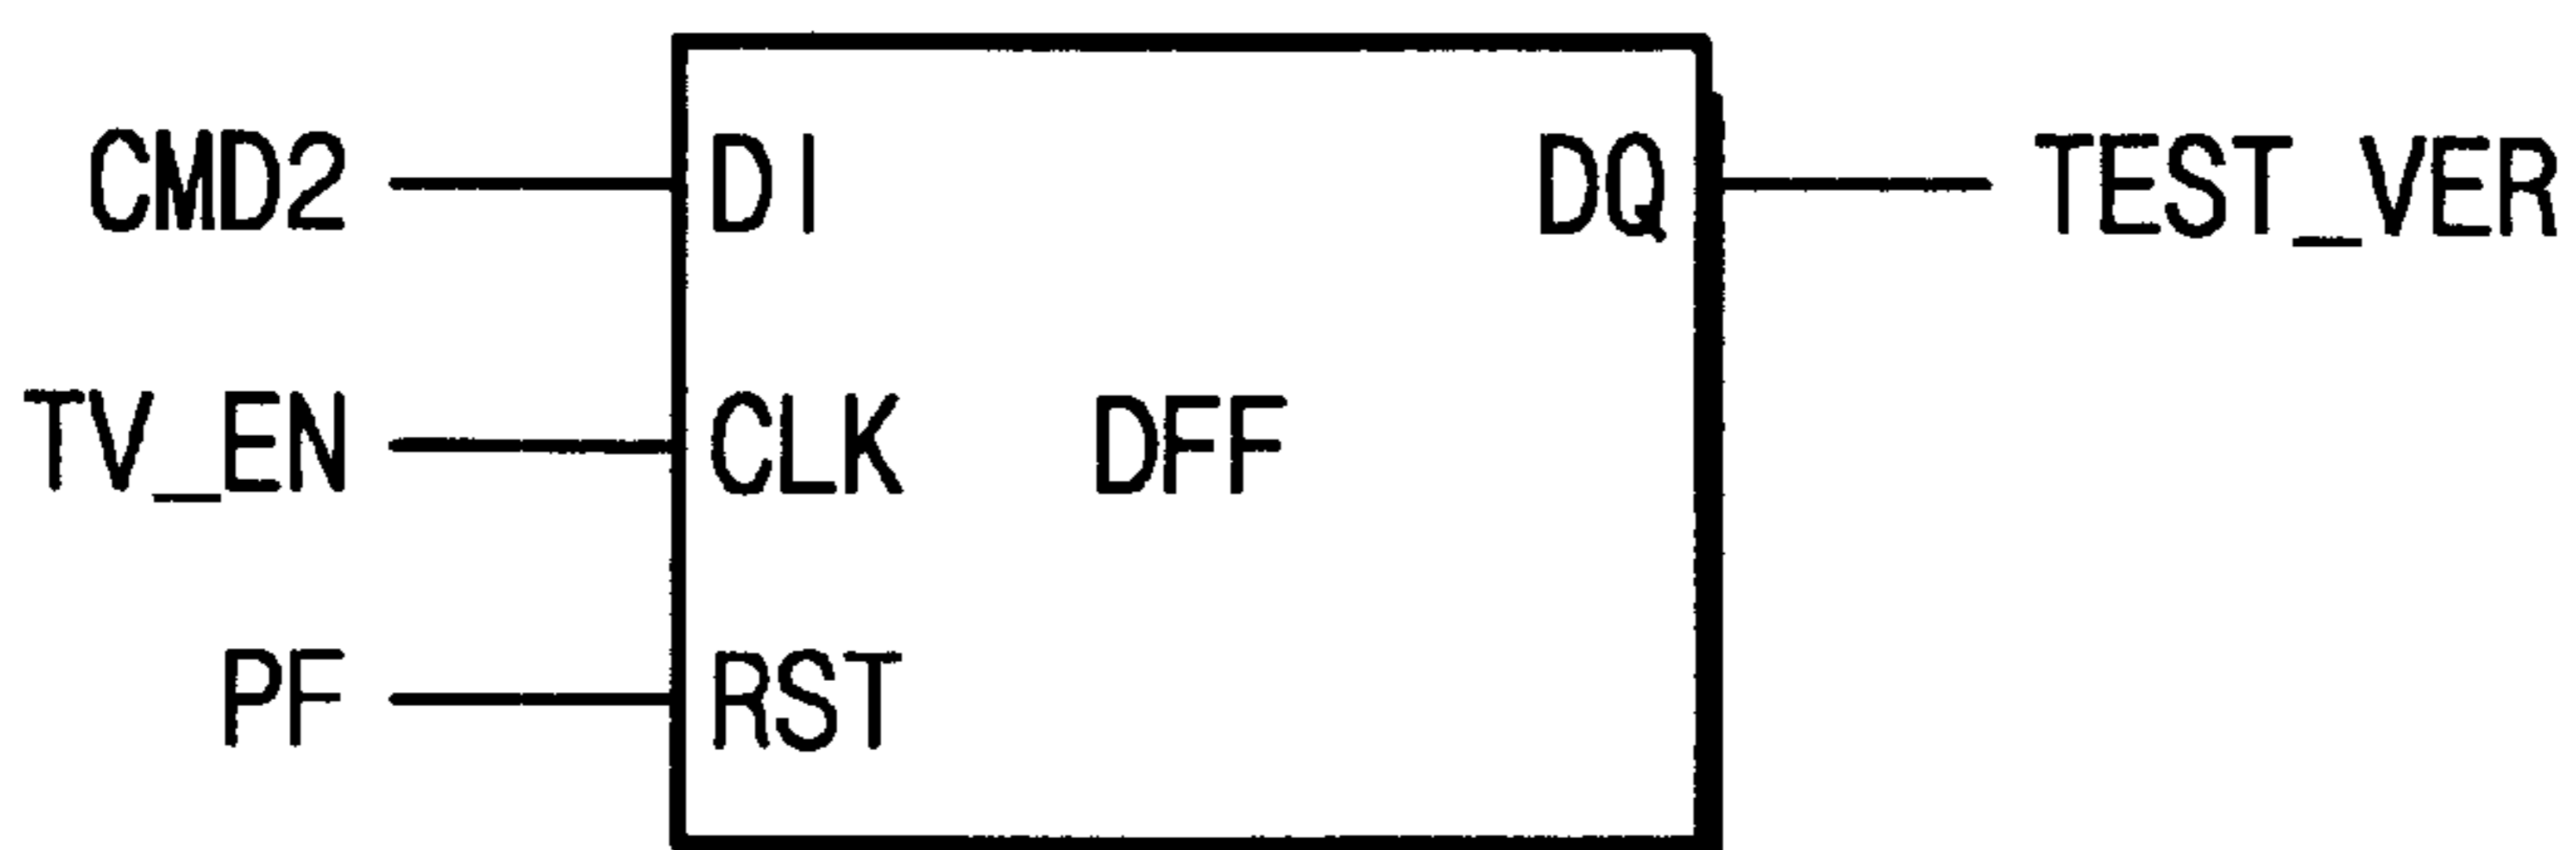 CMD2 DI DQ TEST_VER
TV_EN CLK DFF
PF RST